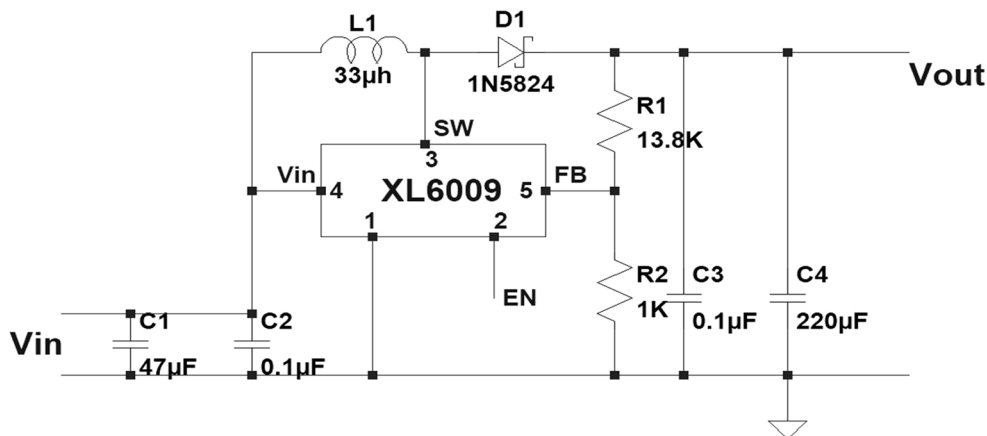 L1
33µh
D1
1N5824
Vout
R1
13.8K
SW
3
Vin
4
XL6009
5
FB
1
2
EN
R2
1K
C3
0.1µF
C4
220µF
Vin
C1
47µF
C2
0.1µF